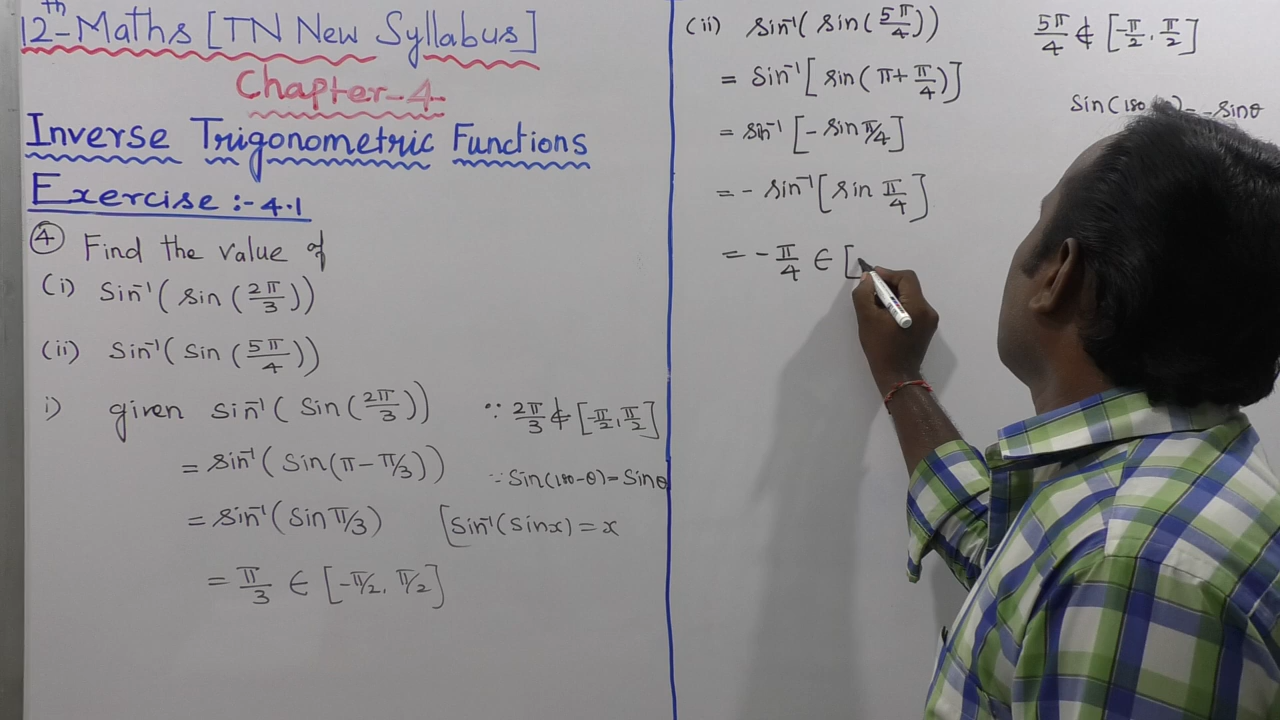 12th-Maths [TN New Syllabus]
Chapter-4
Inverse Trigonometric Functions
Exercise :- 4.1
④ Find the value of
(i) Sin⁻¹(sin(2π/3))
(ii) Sin⁻¹(Sin(5π/4))
i) given Sin⁻¹(Sin(2π/3)) ∵ 2π/3 ∉ [-π/2, π/2]
= Sin⁻¹(Sin(π-π/3)) ∵ Sin(180-θ)=Sinθ
= Sin⁻¹(Sin π/3) [Sin⁻¹(Sinx) = x
= π/3 ∈ [-π/2, π/2]
(ii) Sin⁻¹(Sin(5π/4)) 5π/4 ∉ [-π/2, π/2]
= Sin⁻¹[Sin(π+π/4)]
Sin(180 )=-Sinθ
= Sin⁻¹[-Sin π/4]
= - Sin⁻¹[Sin π/4]
= -π/4 ∈ [